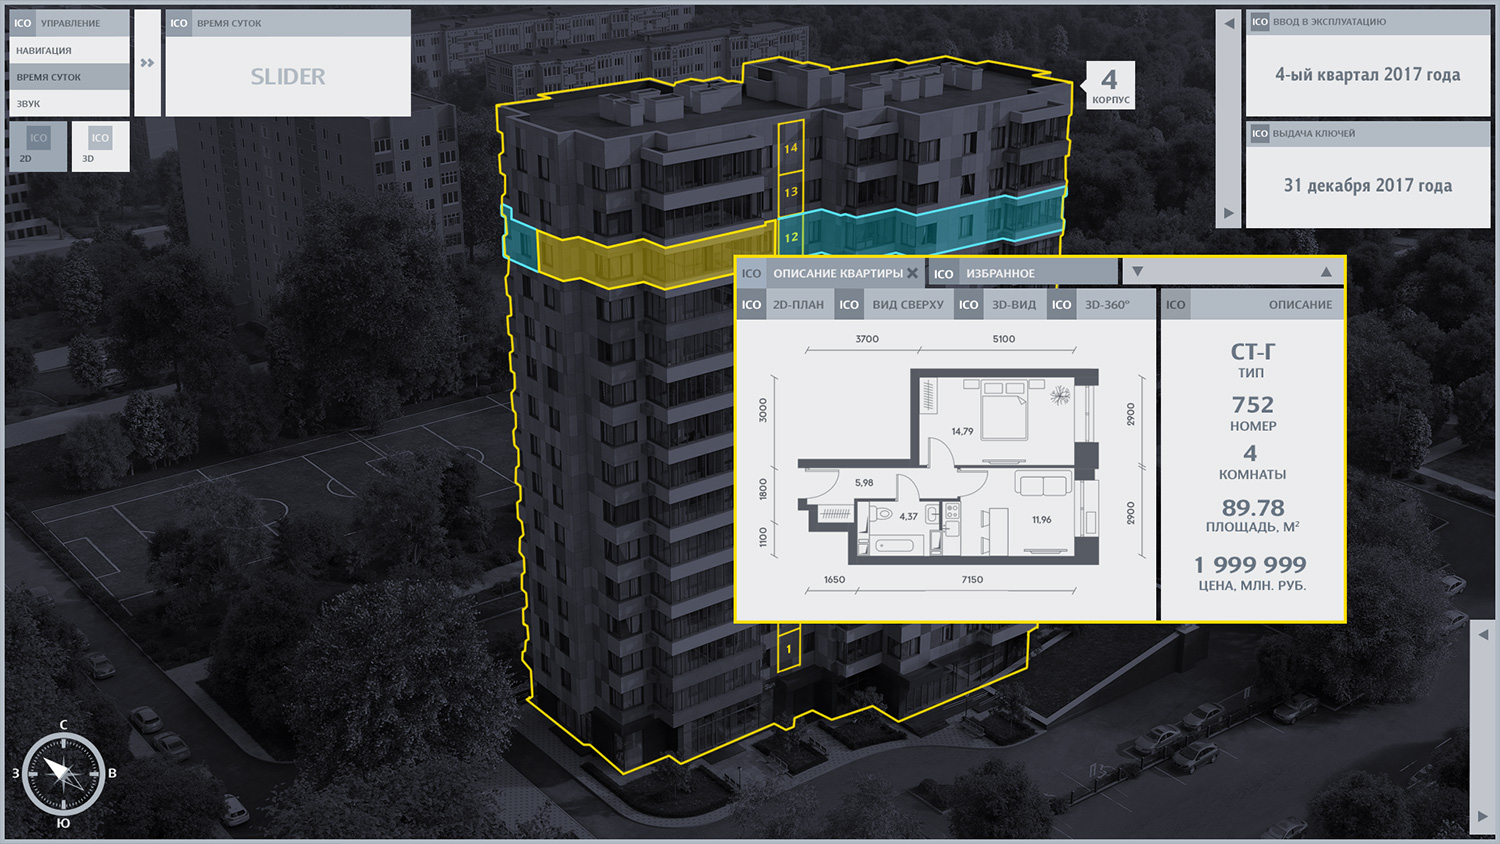 ICO УПРАВЛЕНИЕ
НАВИГАЦИЯ
ВРЕМЯ СУТОК
ЗВУК
ICO
2D
ICO
3D
ICO ВРЕМЯ СУТОК
SLIDER
4
КОРПУС
ICO ВВОД В ЭКСПЛУАТАЦИЮ
4-ый квартал 2017 года
ICO ВЫДАЧА КЛЮЧЕЙ
31 декабря 2017 года
14
13
12
1
ICO ОПИСАНИЕ КВАРТИРЫ
ICO ИЗБРАННОЕ
ICO 2D-ПЛАН ICO ВИД СВЕРХУ ICO 3D-ВИД ICO 3D-360°
3700 5100
3000
1800
1100
2900
2900
14,79
5,98
4,37
11,96
1650 7150
ICO ОПИСАНИЕ
СТ-Г
ТИП
752
НОМЕР
4
КОМНАТЫ
89.78
ПЛОЩАДЬ, М²
1 999 999
ЦЕНА, МЛН. РУБ.
С
З В
Ю